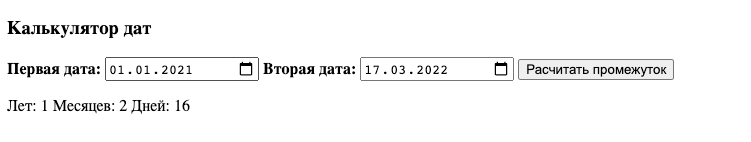 Калькулятор дат
Первая дата: 01.01.2021 Вторая дата: 17.03.2022 Расчитать промежуток
Лет: 1 Месяцев: 2 Дней: 16